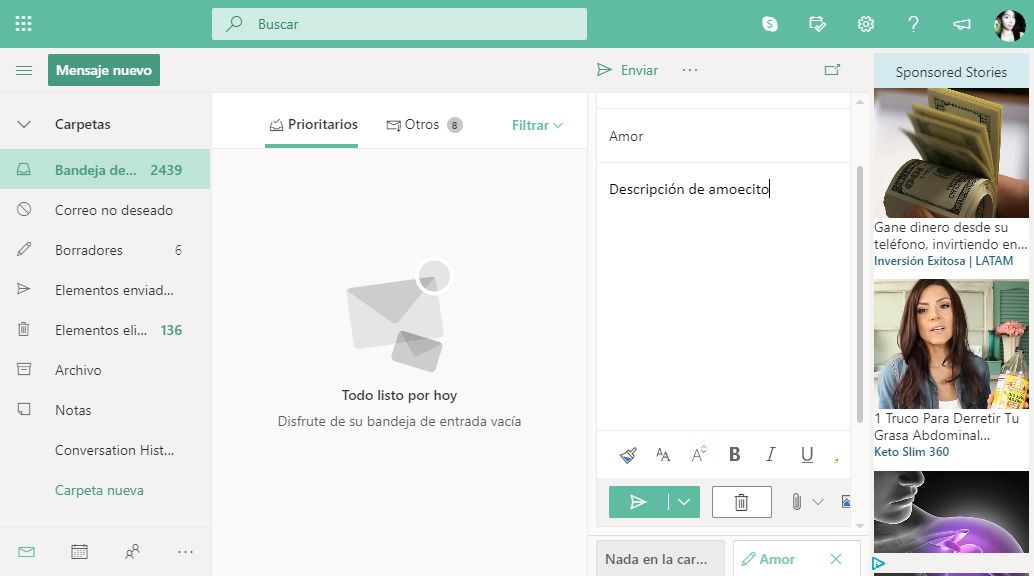 Buscar
Mensaje nuevo
Enviar
Carpetas
Bandeja de... 2439
Correo no deseado
Borradores 6
Elementos enviad...
Elementos eli... 136
Archivo
Notas
Conversation Hist...
Carpeta nueva
Prioritarios
Otros 8
Filtrar
Todo listo por hoy
Disfrute de su bandeja de entrada vacía
Amor
Descripción de amoecito
B I U
Nada en la car...
Amor
Sponsored Stories
Gane dinero desde su
teléfono, invirtiendo en...
Inversión Exitosa | LATAM
1 Truco Para Derretir Tu
Grasa Abdominal...
Keto Slim 360